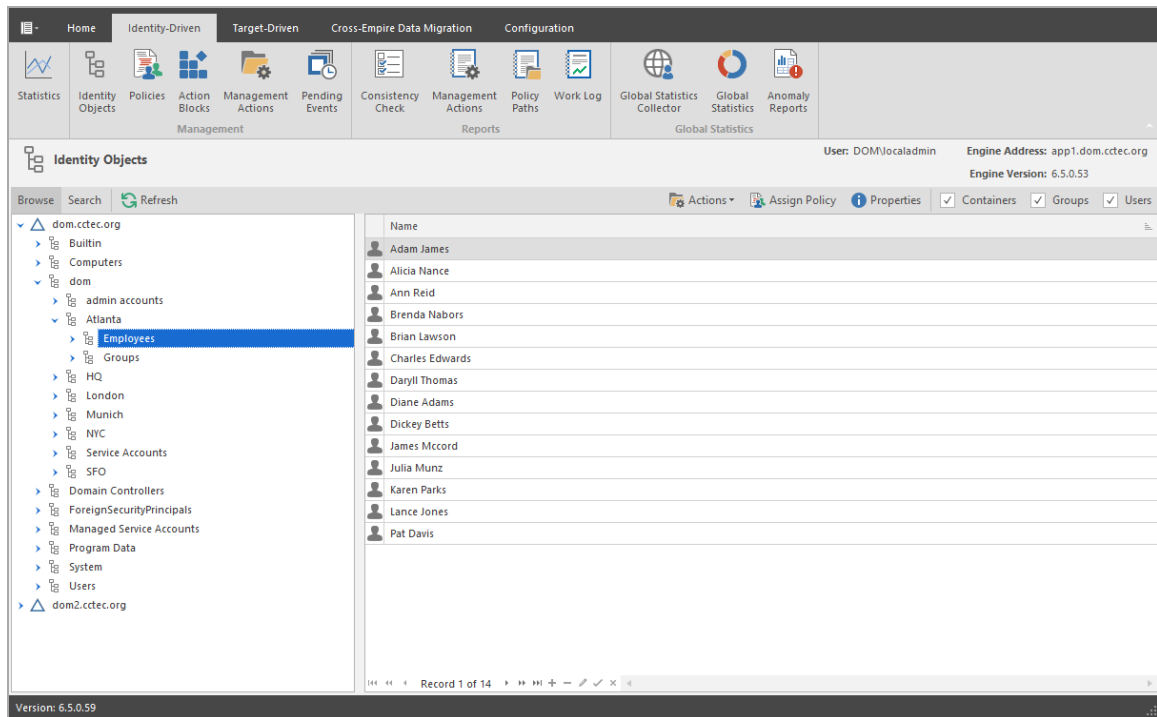 Home Identity-Driven Target-Driven Cross-Empire Data Migration Configuration
Statistics Identity Objects Policies Action Blocks Management Actions Pending Events Consistency Check Management Actions Policy Paths Work Log Global Statistics Collector Global Statistics Anomaly Reports
Management Reports Global Statistics
Identity Objects User: DOM\localadmin Engine Address: app1.dom.cctec.org
Engine Version: 6.5.0.53
Browse Search Refresh Actions Assign Policy Properties Containers Groups Users
dom.cctec.org
Builtin
Computers
dom
admin accounts
Atlanta
Employees
Groups
HQ
London
Munich
NYC
Service Accounts
SFO
Domain Controllers
ForeignSecurityPrincipals
Managed Service Accounts
Program Data
System
Users
dom2.cctec.org
Name
Adam James
Alicia Nance
Ann Reid
Brenda Nabors
Brian Lawson
Charles Edwards
Daryll Thomas
Diane Adams
Dickey Betts
James Mccord
Julia Munz
Karen Parks
Lance Jones
Pat Davis
Record 1 of 14
Version: 6.5.0.59